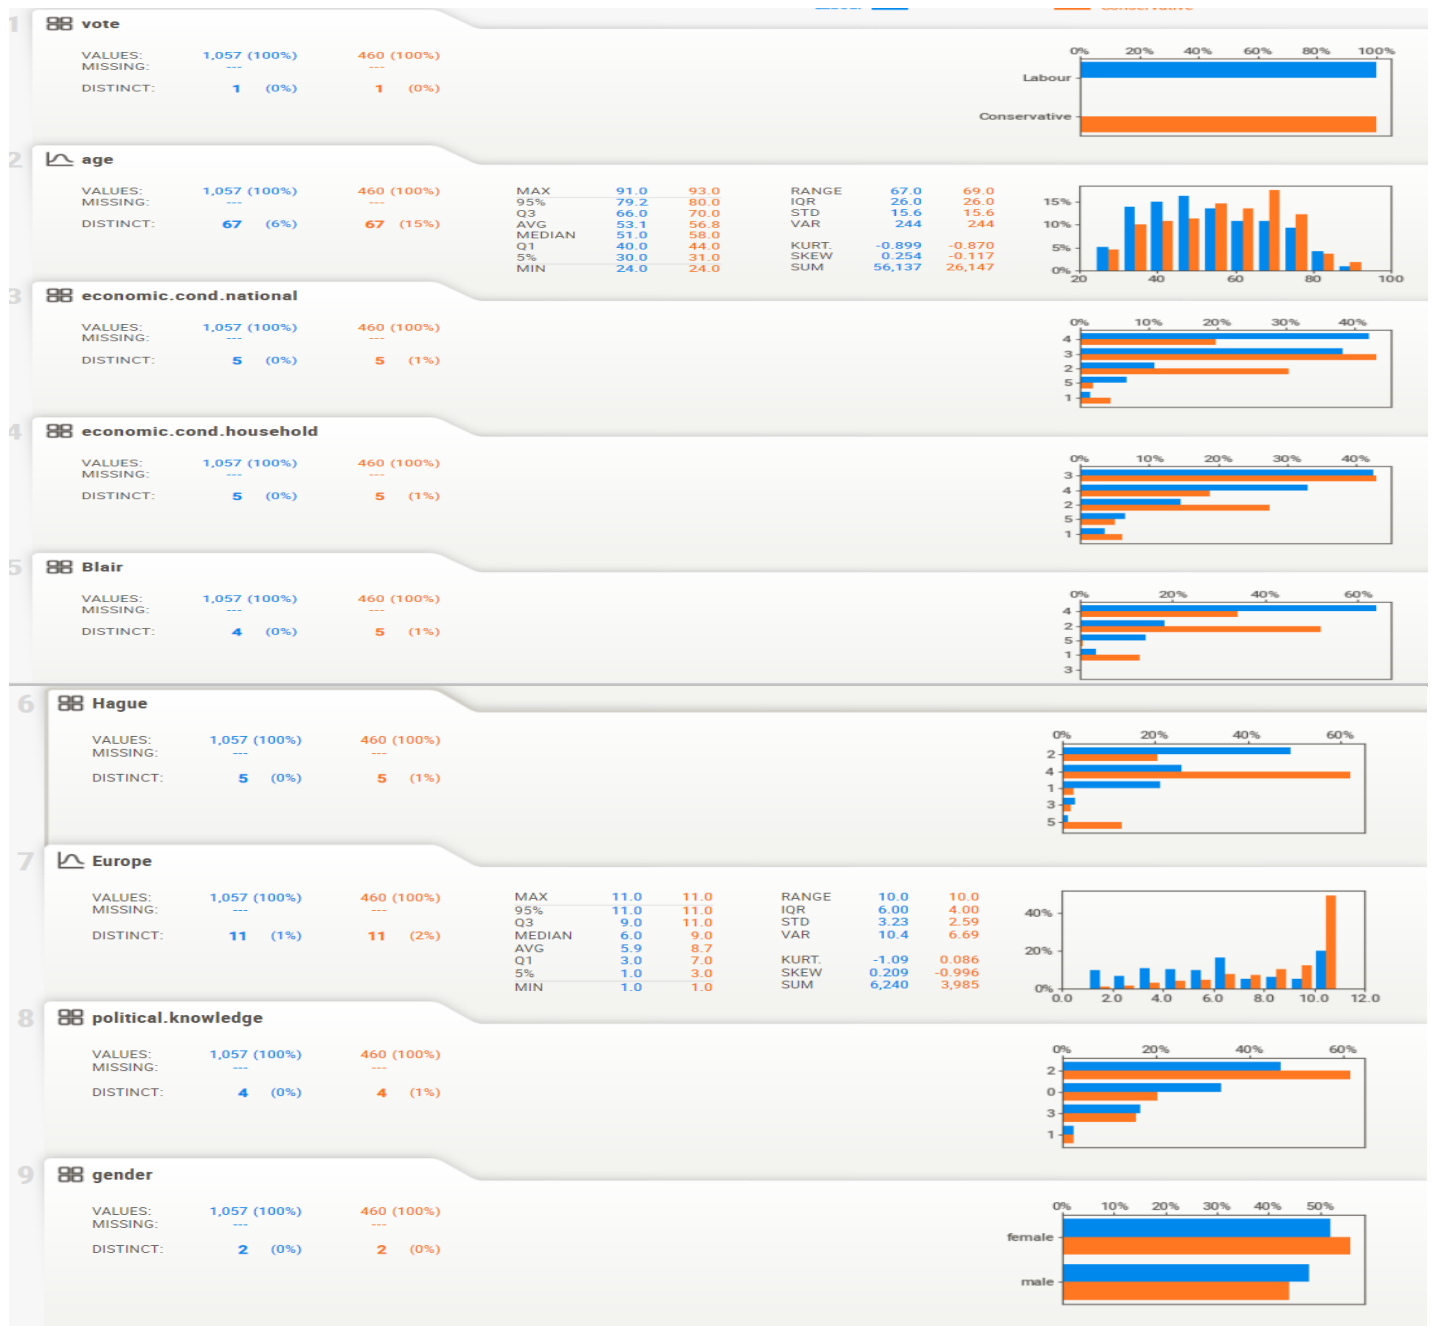 Labour Conservative
1 vote
VALUES: 1,057 (100%) 460 (100%)
MISSING: --- ---
DISTINCT: 1 (0%) 1 (0%)
0% 20% 40% 60% 80% 100%
Labour
Conservative
2 age
VALUES: 1,057 (100%) 460 (100%)
MISSING: --- ---
DISTINCT: 67 (6%) 67 (15%)
MAX 91.0 93.0
95% 79.2 80.0
Q3 66.0 70.0
AVG 53.1 56.8
MEDIAN 51.0 58.0
Q1 40.0 44.0
5% 30.0 31.0
MIN 24.0 24.0
RANGE 67.0 69.0
IQR 26.0 26.0
STD 15.6 15.6
VAR 244 244
KURT. -0.899 -0.870
SKEW 0.254 -0.117
SUM 56,137 26,147
15%
10%
5%
0%
20 40 60 80 100
3 economic.cond.national
VALUES: 1,057 (100%) 460 (100%)
MISSING: --- ---
DISTINCT: 5 (0%) 5 (1%)
0% 10% 20% 30% 40%
4
3
2
5
1
4 economic.cond.household
VALUES: 1,057 (100%) 460 (100%)
MISSING: --- ---
DISTINCT: 5 (0%) 5 (1%)
0% 10% 20% 30% 40%
3
4
2
5
1
5 Blair
VALUES: 1,057 (100%) 460 (100%)
MISSING: --- ---
DISTINCT: 4 (0%) 5 (1%)
0% 20% 40% 60%
4
2
5
1
3
6 Hague
VALUES: 1,057 (100%) 460 (100%)
MISSING: --- ---
DISTINCT: 5 (0%) 5 (1%)
0% 20% 40% 60%
2
4
1
3
5
7 Europe
VALUES: 1,057 (100%) 460 (100%)
MISSING: --- ---
DISTINCT: 11 (1%) 11 (2%)
MAX 11.0 11.0
95% 11.0 11.0
Q3 9.0 11.0
MEDIAN 6.0 9.0
AVG 5.9 8.7
Q1 3.0 7.0
5% 1.0 3.0
MIN 1.0 1.0
RANGE 10.0 10.0
IQR 6.00 4.00
STD 3.23 2.59
VAR 10.4 6.69
KURT. -1.09 0.086
SKEW 0.209 -0.996
SUM 6,240 3,985
40%
20%
0%
0.0 2.0 4.0 6.0 8.0 10.0 12.0
8 political.knowledge
VALUES: 1,057 (100%) 460 (100%)
MISSING: --- ---
DISTINCT: 4 (0%) 4 (1%)
0% 20% 40% 60%
2
0
3
1
9 gender
VALUES: 1,057 (100%) 460 (100%)
MISSING: --- ---
DISTINCT: 2 (0%) 2 (0%)
0% 10% 20% 30% 40% 50%
female
male